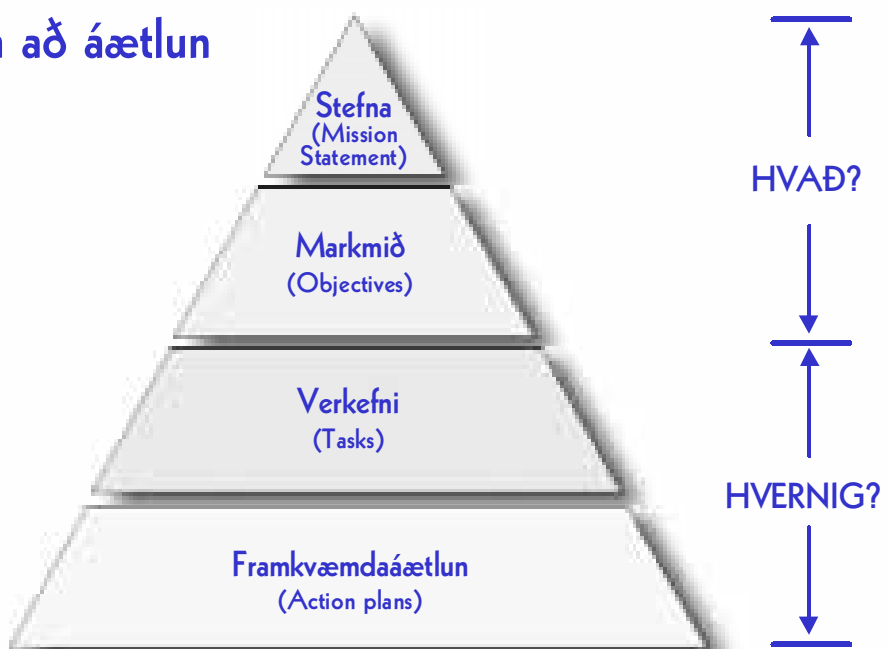 að áætlun
Stefna
(Mission
Statement)
HVAÐ?
Markmið
(Objectives)
Verkefni
(Tasks)
HVERNIG?
Framkvæmdaáætlun
(Action plans)